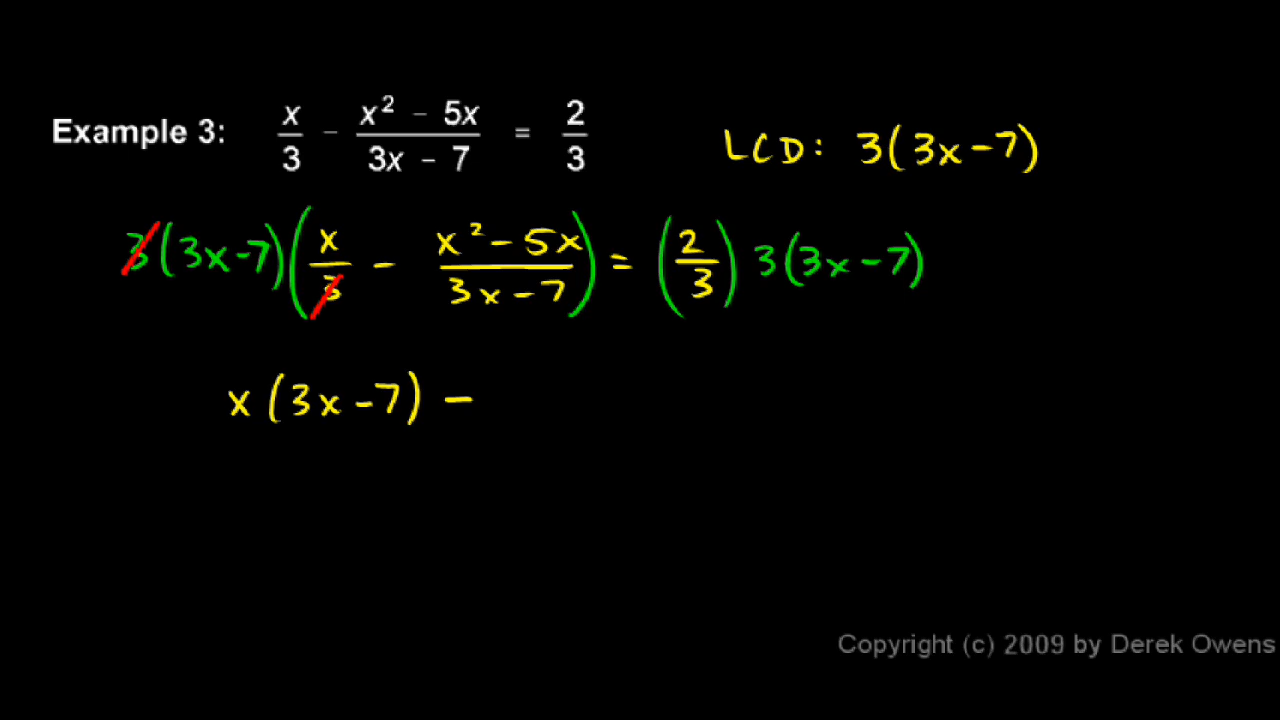 Example 3: x/3 - (x² - 5x)/(3x - 7) = 2/3
LCD: 3(3x-7)
3(3x-7)(x/3 - (x²-5x)/(3x-7)) = (2/3) 3(3x-7)
x(3x-7) -
Copyright (c) 2009 by Derek Owens